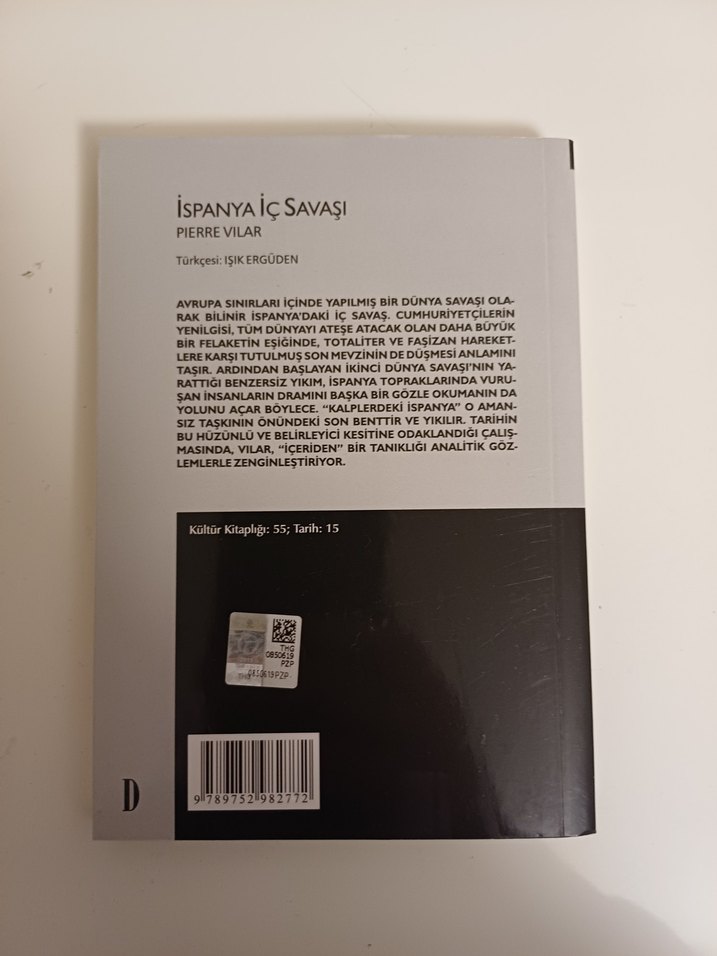 İSPANYA İÇ SAVAŞI
PIERRE VILAR
Türkçesi: IŞIK ERGÜDEN
AVRUPA SINIRLARI İÇİNDE YAPILMIŞ BİR DÜNYA SAVAŞI OLA-
RAK BİLİNİR İSPANYA'DAKİ İÇ SAVAŞ. CUMHURİYETÇİLERİN
YENİLGİSİ, TÜM DÜNYAYI ATEŞE ATACAK OLAN DAHA BÜYÜK
BİR FELAKETİN EŞİĞİNDE, TOTALİTER VE FAŞİZAN HAREKET-
LERE KARŞI TUTULMUŞ SON MEVZİNİN DE DÜŞMESİ ANLAMINI
TAŞIR. ARDINDAN BAŞLAYAN İKİNCİ DÜNYA SAVAŞI'NIN YA-
RATTIĞI BENZERSİZ YIKIM, İSPANYA TOPRAKLARINDA VURU-
ŞAN İNSANLARIN DRAMINI BAŞKA BİR GÖZLE OKUMANIN DA
YOLUNU AÇAR BÖYLECE. “KALPLERDEKİ İSPANYA” O AMAN-
SIZ TAŞKININ ÖNÜNDEKİ SON BENTTİR VE YIKILIR. TARİHİN
BU HÜZÜNLÜ VE BELİRLEYİCİ KESİTİNE ODAKLANDIĞI ÇALIŞ-
MASINDA, VILAR, “İÇERİDEN” BİR TANIKLIĞI ANALİTİK GÖZ-
LEMLERLE ZENGİNLEŞTİRİYOR.
Kültür Kitaplığı: 55; Tarih: 15
THG
0850619
PZP
THG 0850619 PZP
D
9 789752 982772